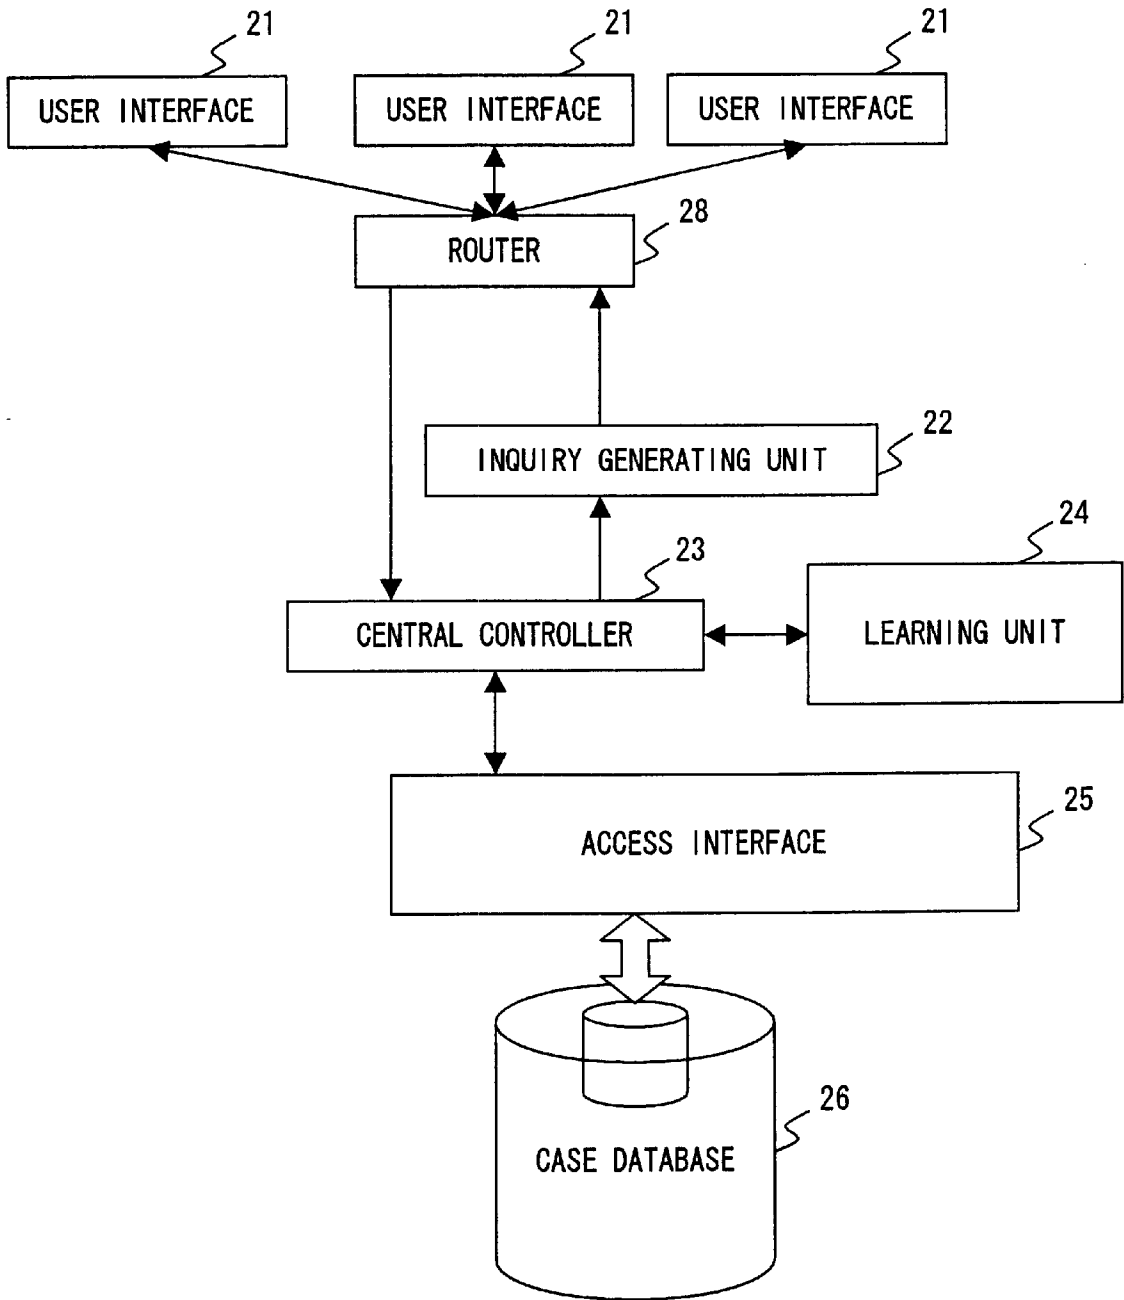 21
21
21
USER INTERFACE
USER INTERFACE
USER INTERFACE
28
ROUTER
22
INQUIRY GENERATING UNIT
24
23
CENTRAL CONTROLLER
LEARNING UNIT
25
ACCESS INTERFACE
26
CASE DATABASE